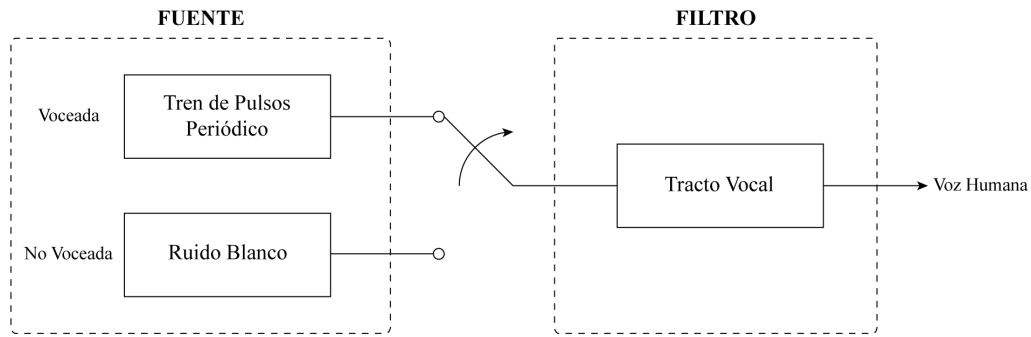 FUENTE
FILTRO
Voceada
Tren de Pulsos
Periódico
Tracto Vocal
Voz Humana
No Voceada
Ruido Blanco